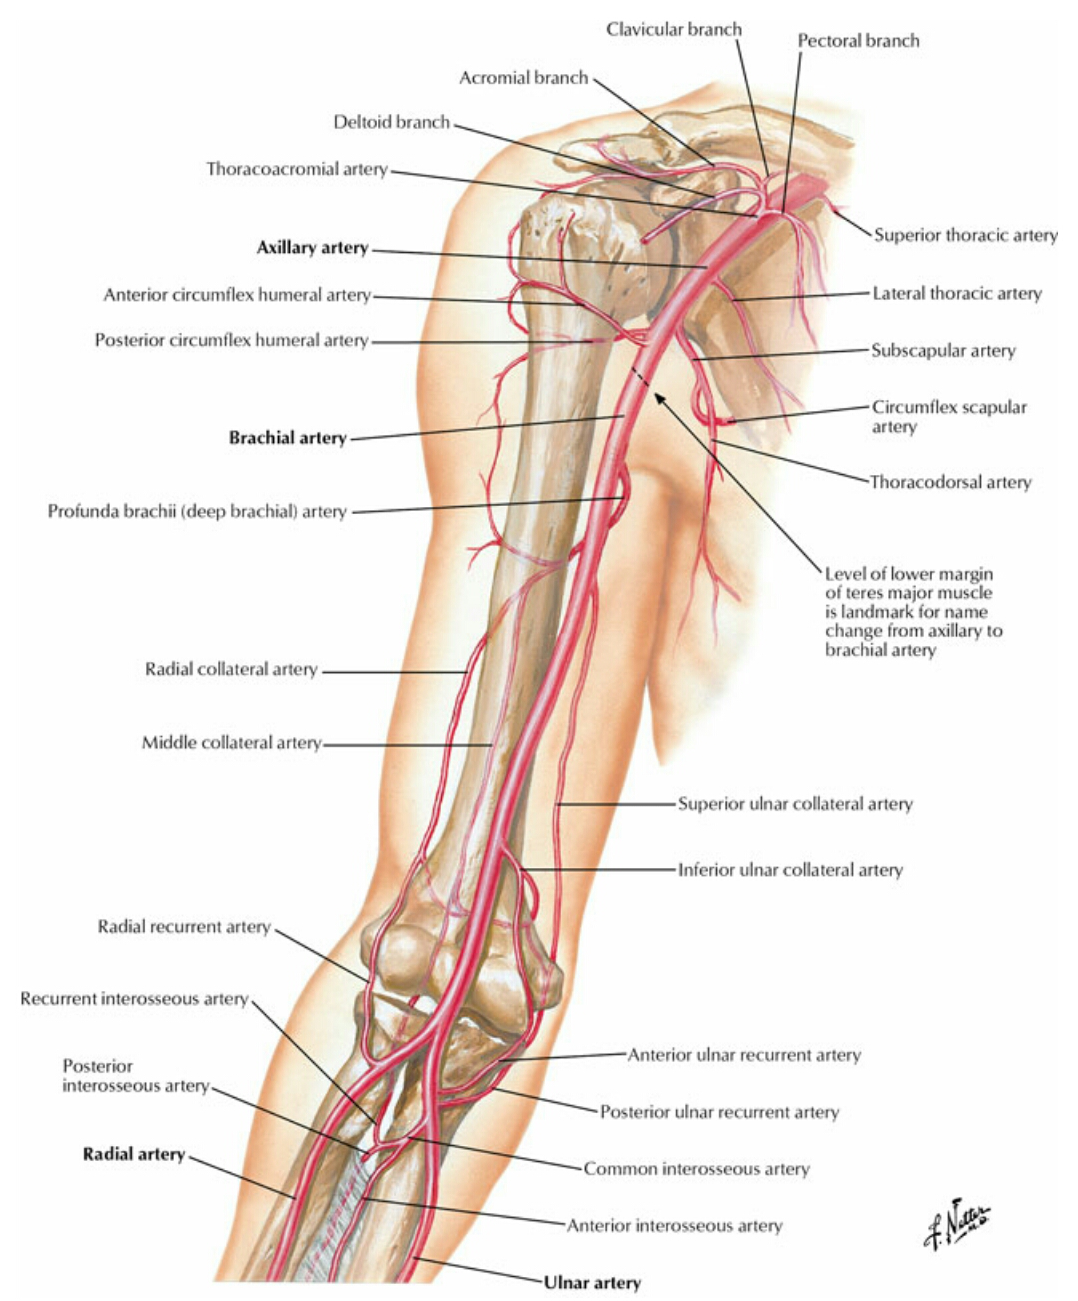 Clavicular branch
Pectoral branch
Acromial branch
Deltoid branch
Thoracoacromial artery
Superior thoracic artery
Axillary artery
Anterior circumflex humeral artery
Lateral thoracic artery
Posterior circumflex humeral artery
Subscapular artery
Circumflex scapular
artery
Brachial artery
Thoracodorsal artery
Profunda brachii (deep brachial) artery
Level of lower margin
of teres major muscle
is landmark for name
change from axillary to
brachial artery
Radial collateral artery
Middle collateral artery
Superior ulnar collateral artery
Inferior ulnar collateral artery
Radial recurrent artery
Recurrent interosseous artery
Anterior ulnar recurrent artery
Posterior
interosseous artery
Posterior ulnar recurrent artery
Radial artery
Common interosseous artery
Anterior interosseous artery
F. Netter
M.D.
Ulnar artery